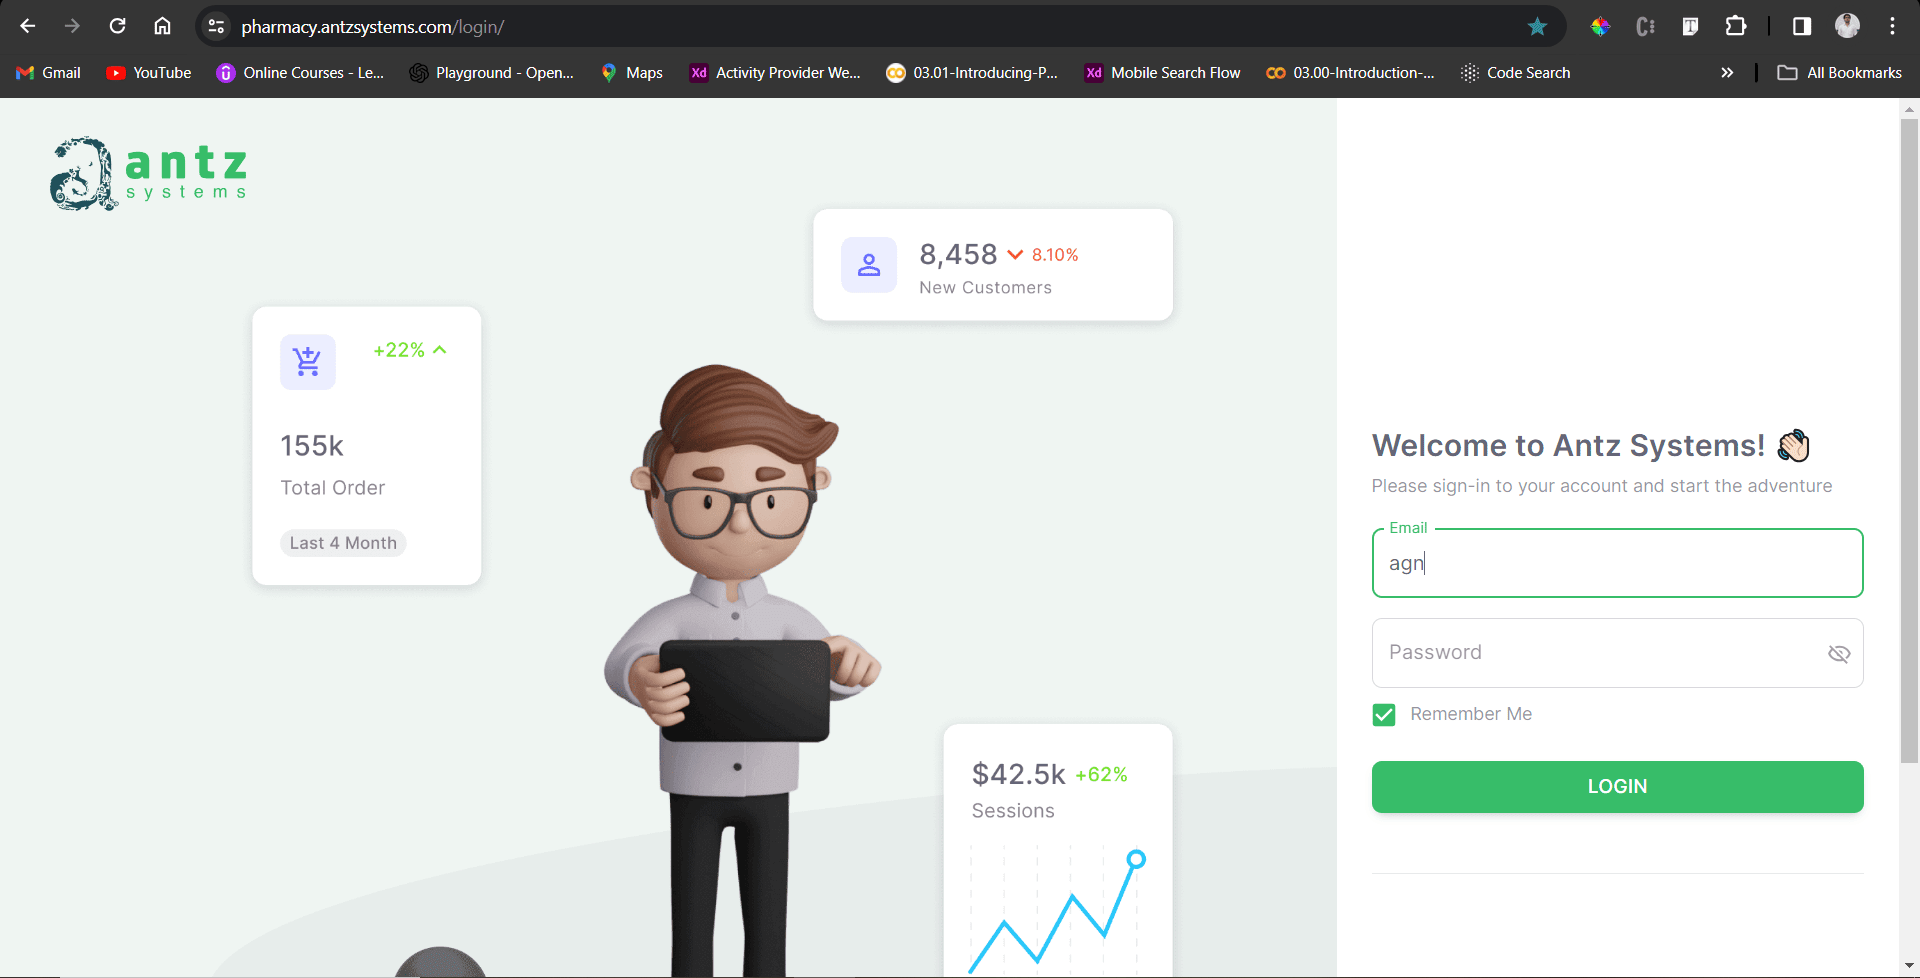 pharmacy.antzsystems.com/login/
Gmail
YouTube
Online Courses - Le...
Playground - Open...
Maps
Xd
Activity Provider We...
03.01-Introducing-P...
Xd
Mobile Search Flow
03.00-Introduction-...
Code Search
All Bookmarks
antz
systems
8,458
8.10%
New Customers
+22%
155k
Total Order
Last 4 Month
$42.5k +62%
Sessions
Welcome to Antz Systems! 👋🏻
Please sign-in to your account and start the adventure
Email
agn
Password
Remember Me
LOGIN